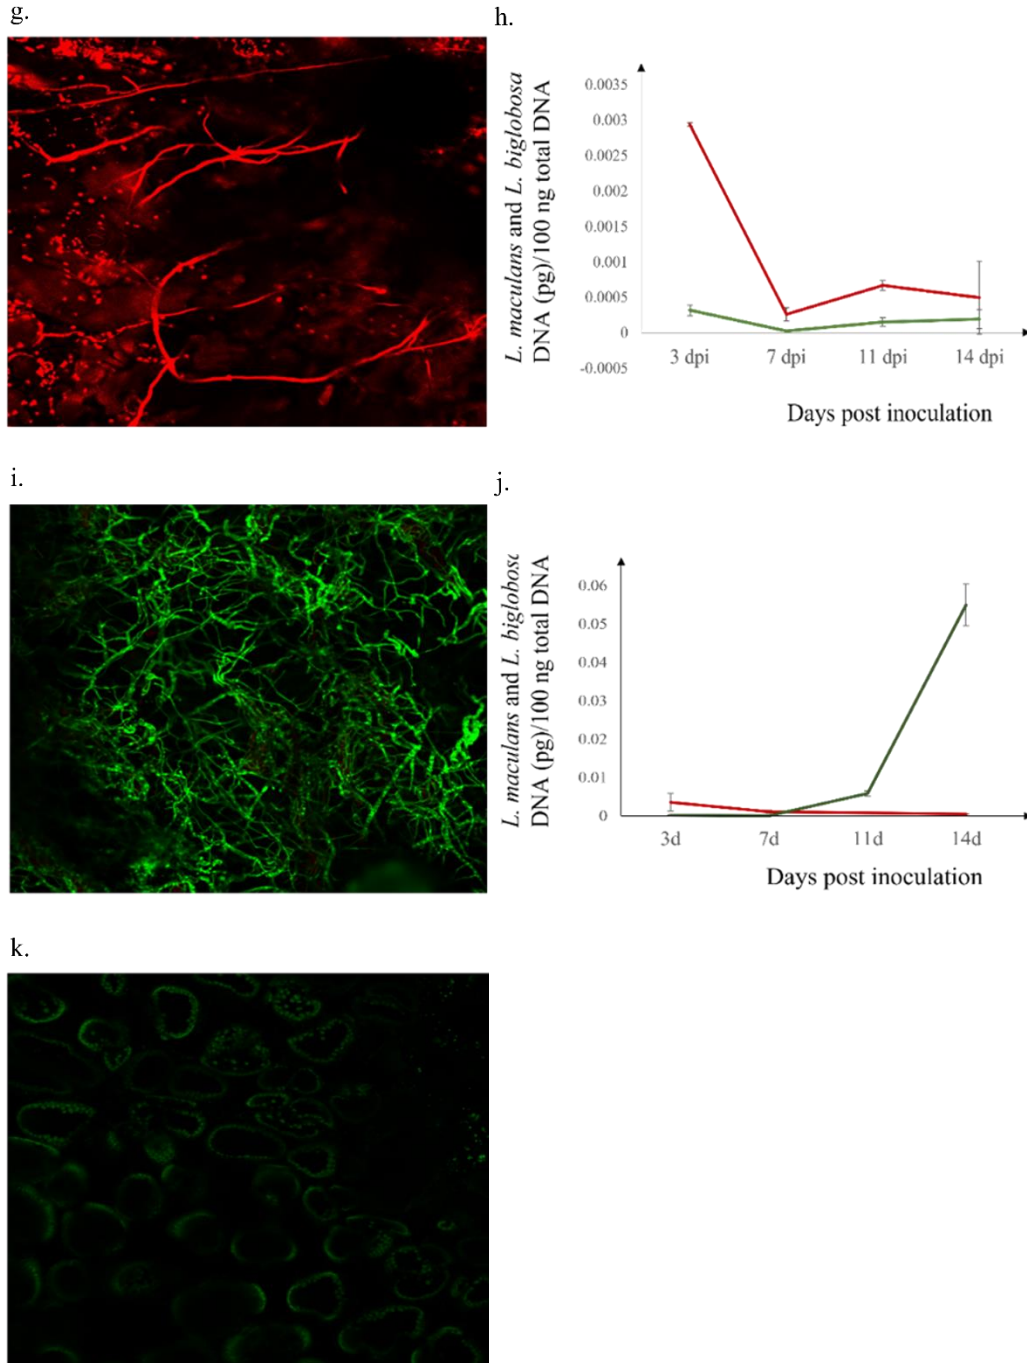 g.
h.
L. maculans and L. biglobosa
DNA (pg)/100 ng total DNA
0.0035
0.003
0.0025
0.002
0.0015
0.001
0.0005
0
-0.0005
3 dpi 7 dpi 11 dpi 14 dpi
Days post inoculation
i.
j.
L. maculans and L. biglobosa
DNA (pg)/100 ng total DNA
0.06
0.05
0.04
0.03
0.02
0.01
0
3d 7d 11d 14d
Days post inoculation
k.